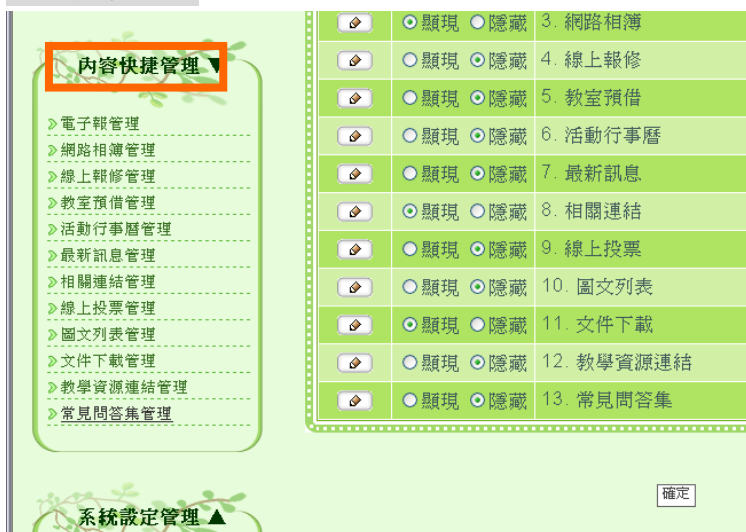 內容快捷管理▼
電子報管理
網路相簿管理
線上報修管理
教室預借管理
活動行事曆管理
最新訊息管理
相關連結管理
線上投票管理
圖文列表管理
文件下載管理
教學資源連結管理
常見問答集管理
系統設定管理▲
顯現 隱藏 3. 網路相簿
顯現 隱藏 4. 線上報修
顯現 隱藏 5. 教室預借
顯現 隱藏 6. 活動行事曆
顯現 隱藏 7. 最新訊息
顯現 隱藏 8. 相關連結
顯現 隱藏 9. 線上投票
顯現 隱藏 10. 圖文列表
顯現 隱藏 11. 文件下載
顯現 隱藏 12. 教學資源連結
顯現 隱藏 13. 常見問答集
確定